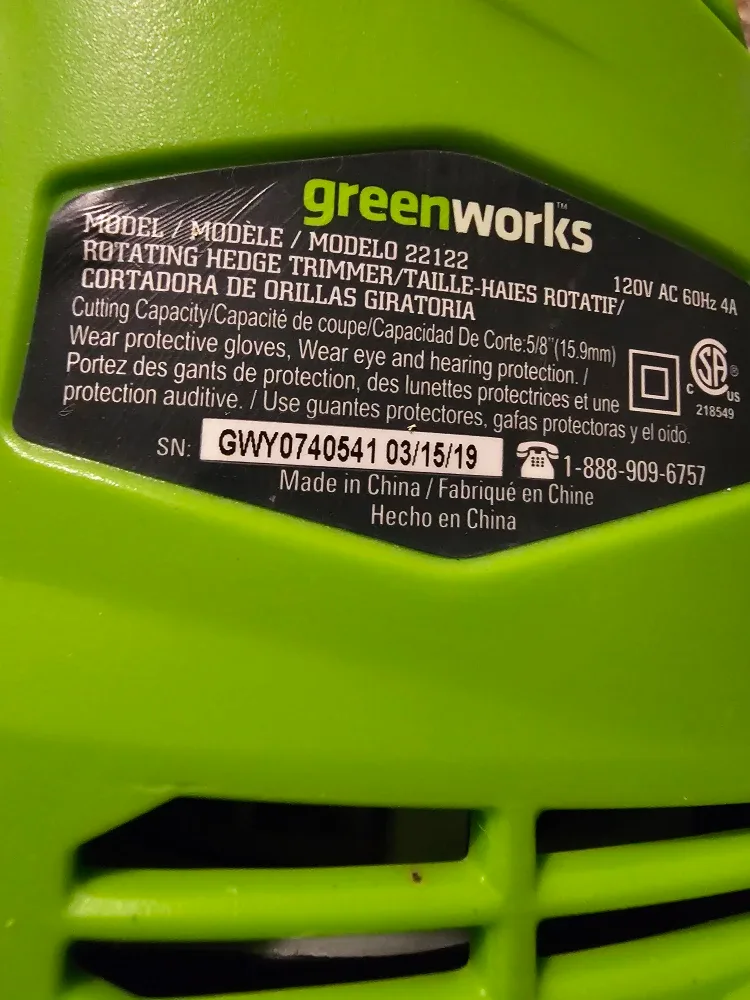 greenworks™
MODEL / MODÈLE / MODELO 22122
ROTATING HEDGE TRIMMER/TAILLE-HAIES ROTATIF/
CORTADORA DE ORILLAS GIRATORIA
120V AC 60Hz 4A
Cutting Capacity/Capacité de coupe/Capacidad De Corte:5/8"(15.9mm)
Wear protective gloves, Wear eye and hearing protection. /
Portez des gants de protection, des lunettes protectrices et une
protection auditive. / Use guantes protectores, gafas protectoras y el oido.
C SA ® US
218549
SN: GWY0740541 03/15/19
1-888-909-6757
Made in China / Fabriqué en Chine
Hecho en China